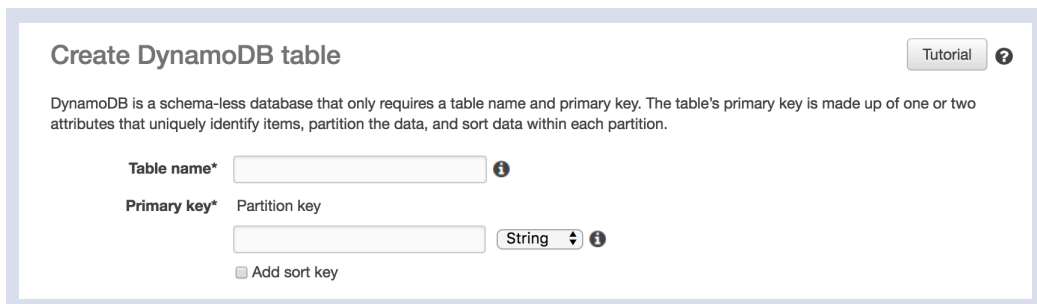 Create DynamoDB table
Tutorial
DynamoDB is a schema-less database that only requires a table name and primary key. The table's primary key is made up of one or two
attributes that uniquely identify items, partition the data, and sort data within each partition.
Table name*
Primary key* Partition key
String
Add sort key